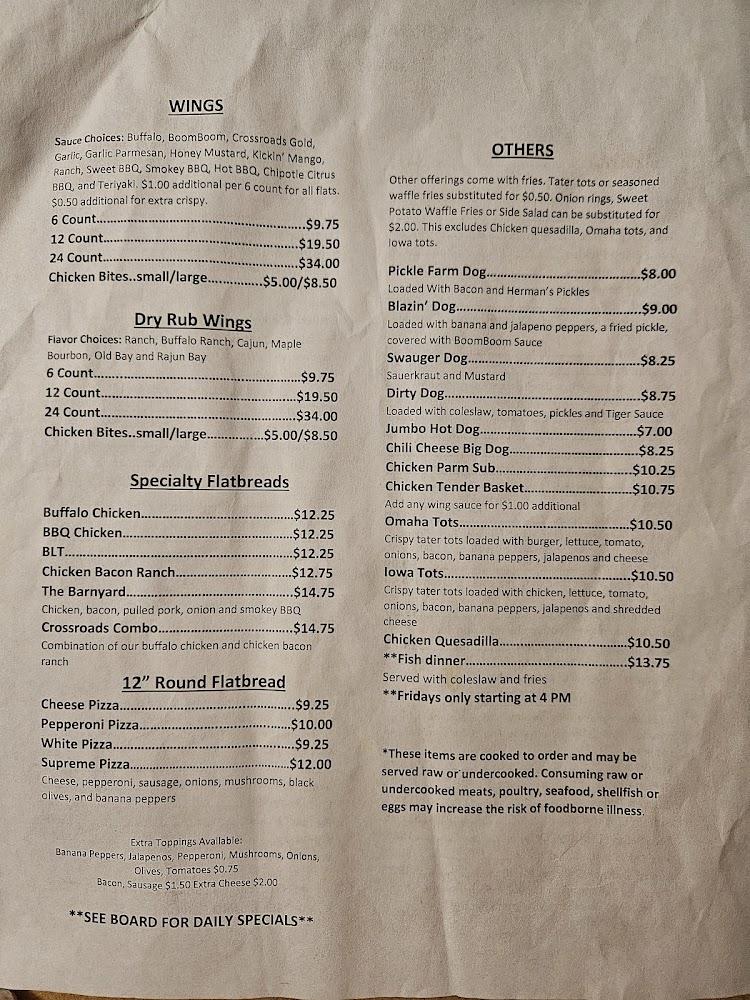 WINGS
Sauce Choices: Buffalo, BoomBoom, Crossroads Gold,
Garlic, Garlic Parmesan, Honey Mustard, Kickin' Mango,
Ranch, Sweet BBQ, Smokey BBQ, Hot BBQ, Chipotle Citrus
BBQ, and Teriyaki. $1.00 additional per 6 count for all flats.
$0.50 additional for extra crispy.
6 Count...$9.75
12 Count...$19.50
24 Count...$34.00
Chicken Bites..small/large...$5.00/$8.50
Dry Rub Wings
Flavor Choices: Ranch, Buffalo Ranch, Cajun, Maple
Bourbon, Old Bay and Rajun Bay
6 Count...$9.75
12 Count...$19.50
24 Count...$34.00
Chicken Bites..small/large...$5.00/$8.50
Specialty Flatbreads
Buffalo Chicken...$12.25
BBQ Chicken...$12.25
BLT...$12.25
Chicken Bacon Ranch...$12.75
The Barnyard...$14.75
Chicken, bacon, pulled pork, onion and smokey BBQ
Crossroads Combo...$14.75
Combination of our buffalo chicken and chicken bacon
ranch
12" Round Flatbread
Cheese Pizza...$9.25
Pepperoni Pizza...$10.00
White Pizza...$9.25
Supreme Pizza...$12.00
Cheese, pepperoni, sausage, onions, mushrooms, black
olives, and banana peppers
Extra Toppings Available:
Banana Peppers, Jalapenos, Pepperoni, Mushrooms, Onions,
Olives, Tomatoes $0.75
Bacon, Sausage $1.50 Extra Cheese $2.00
**SEE BOARD FOR DAILY SPECIALS**
OTHERS
Other offerings come with fries. Tater tots or seasoned
waffle fries substituted for $0.50. Onion rings, Sweet
Potato Waffle Fries or Side Salad can be substituted for
$2.00. This excludes Chicken quesadilla, Omaha tots, and
Iowa tots.
Pickle Farm Dog...$8.00
Loaded With Bacon and Herman's Pickles
Blazin' Dog...$9.00
Loaded with banana and jalapeno peppers, a fried pickle,
covered with BoomBoom Sauce
Swauger Dog...$8.25
Sauerkraut and Mustard
Dirty Dog...$8.75
Loaded with coleslaw, tomatoes, pickles and Tiger Sauce
Jumbo Hot Dog...$7.00
Chili Cheese Big Dog...$8.25
Chicken Parm Sub...$10.25
Chicken Tender Basket...$10.75
Add any wing sauce for $1.00 additional
Omaha Tots...$10.50
Crispy tater tots loaded with burger, lettuce, tomato,
onions, bacon, banana peppers, jalapenos and cheese
Iowa Tots...$10.50
Crispy tater tots loaded with chicken, lettuce, tomato,
onions, bacon, banana peppers, jalapenos and shredded
cheese
Chicken Quesadilla...$10.50
**Fish dinner...$13.75
Served with coleslaw and fries
**Fridays only starting at 4 PM
*These items are cooked to order and may be
served raw or undercooked. Consuming raw or
undercooked meats, poultry, seafood, shellfish or
eggs may increase the risk of foodborne illness.